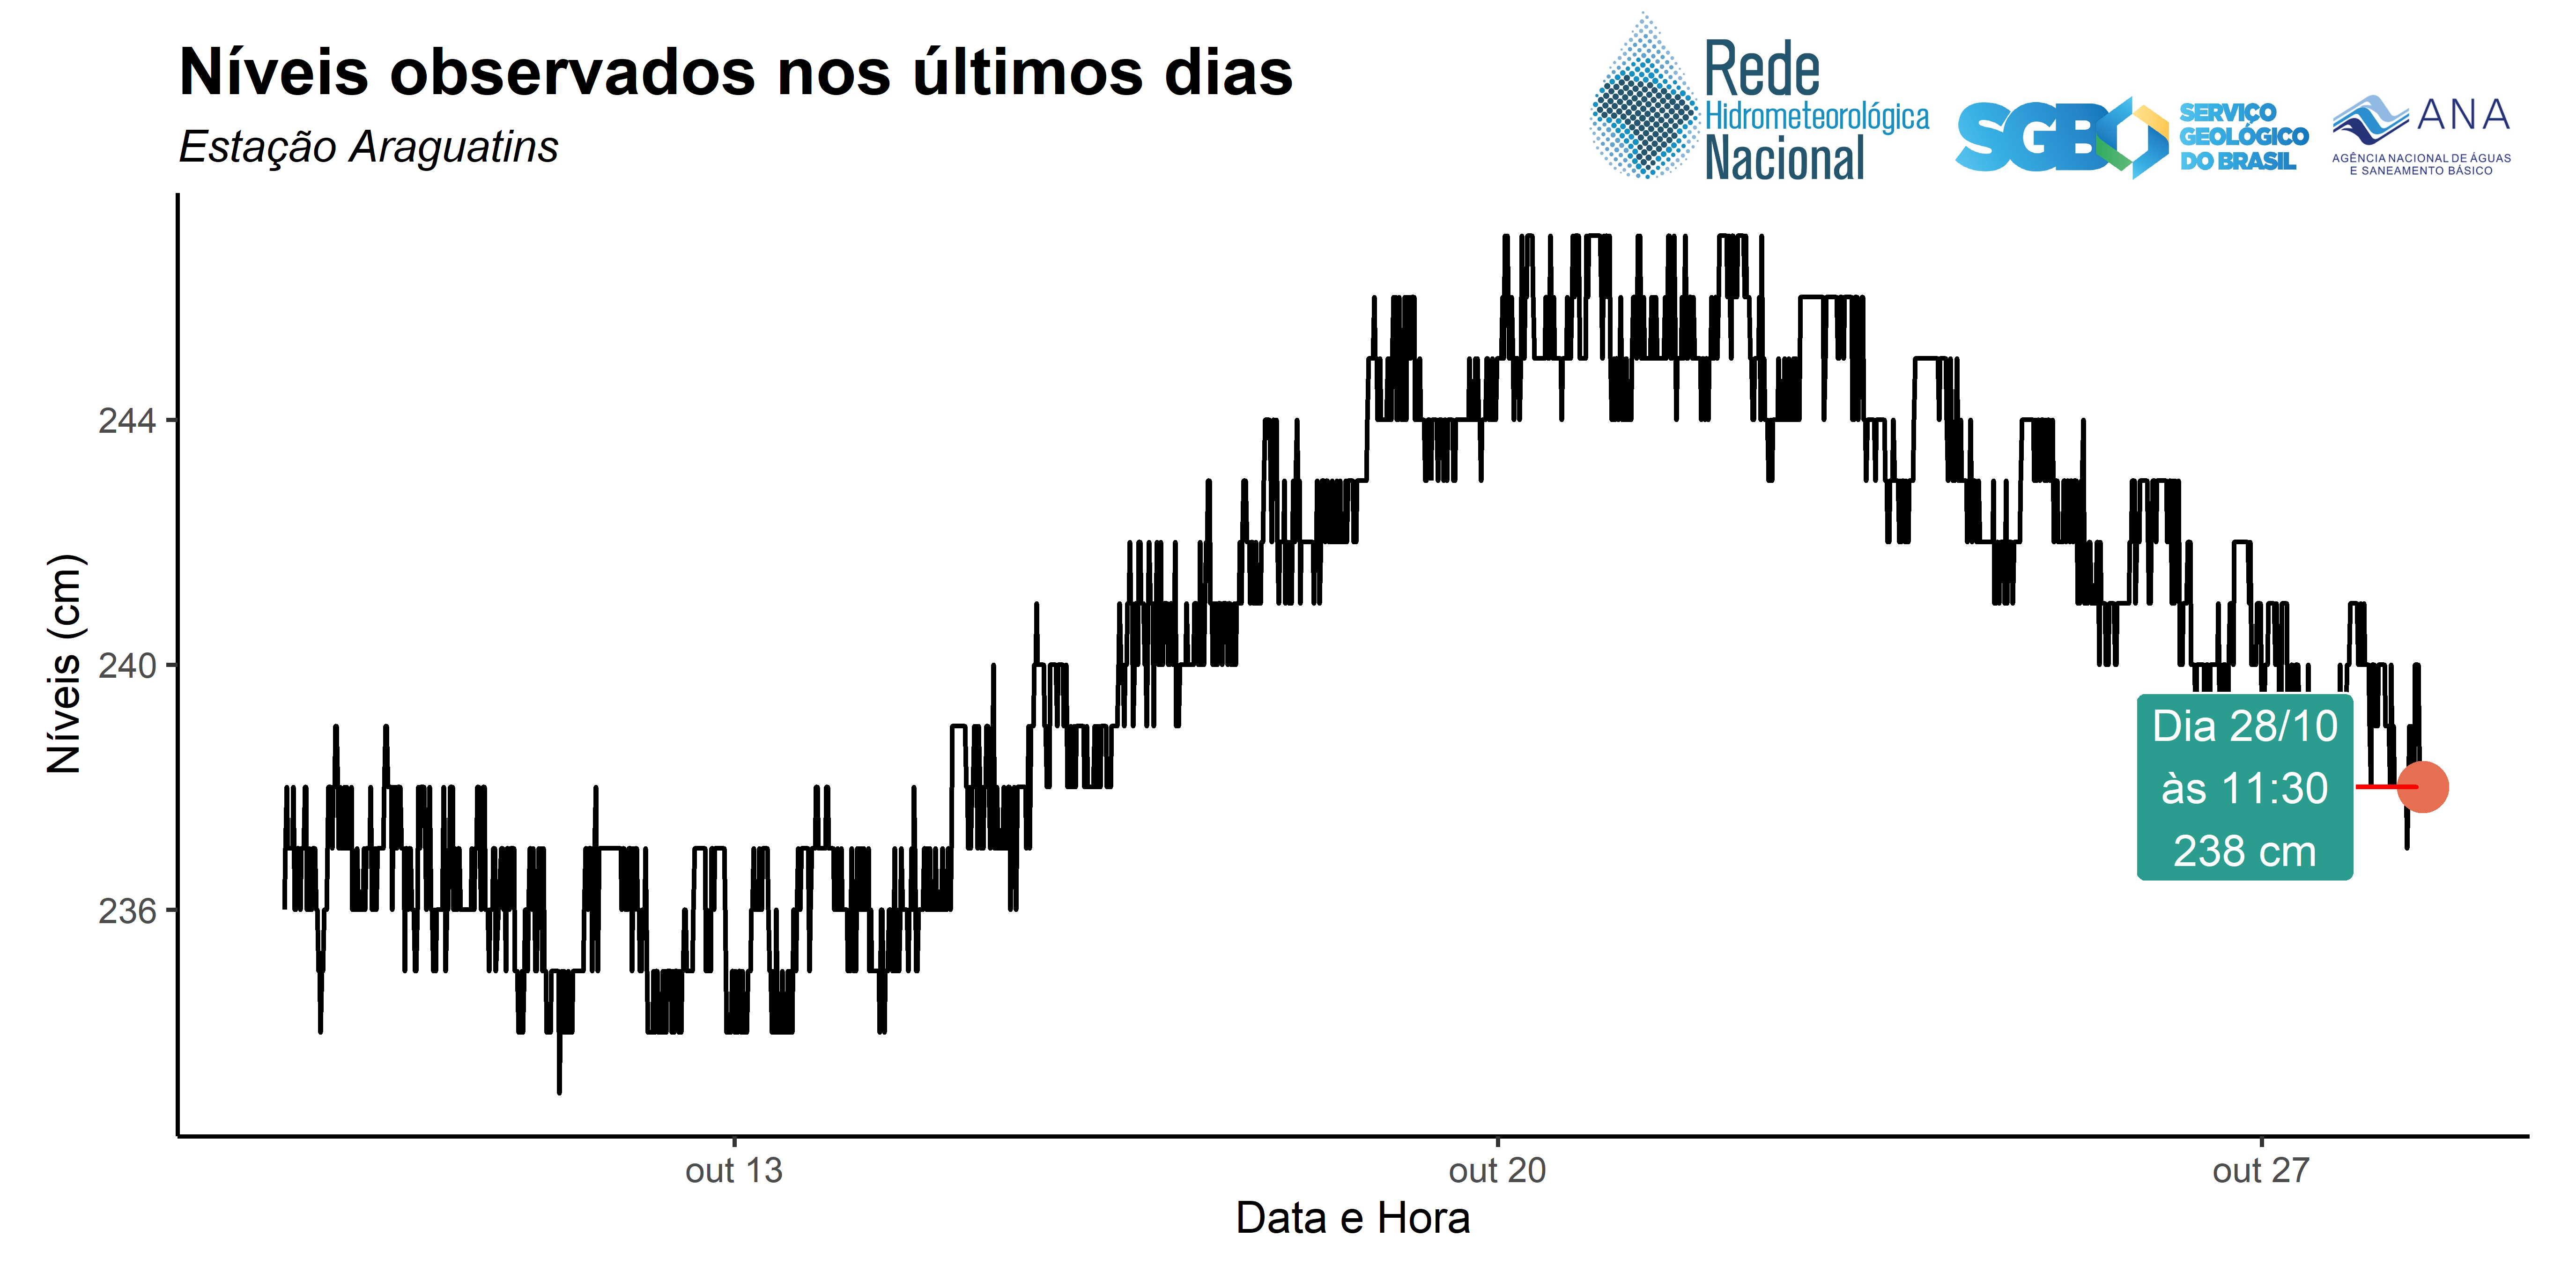 Níveis observados nos últimos dias
Estação Araguatins
Rede
Hidrometeorológica
Nacional
SGB
SERVIÇO
GEOLÓGICO
DO BRASIL
ANA
AGÊNCIA NACIONAL DE ÁGUAS
E SANEAMENTO BÁSICO
Níveis (cm)
244
240
236
Dia 28/10
às 11:30
238 cm
out 13
out 20
out 27
Data e Hora